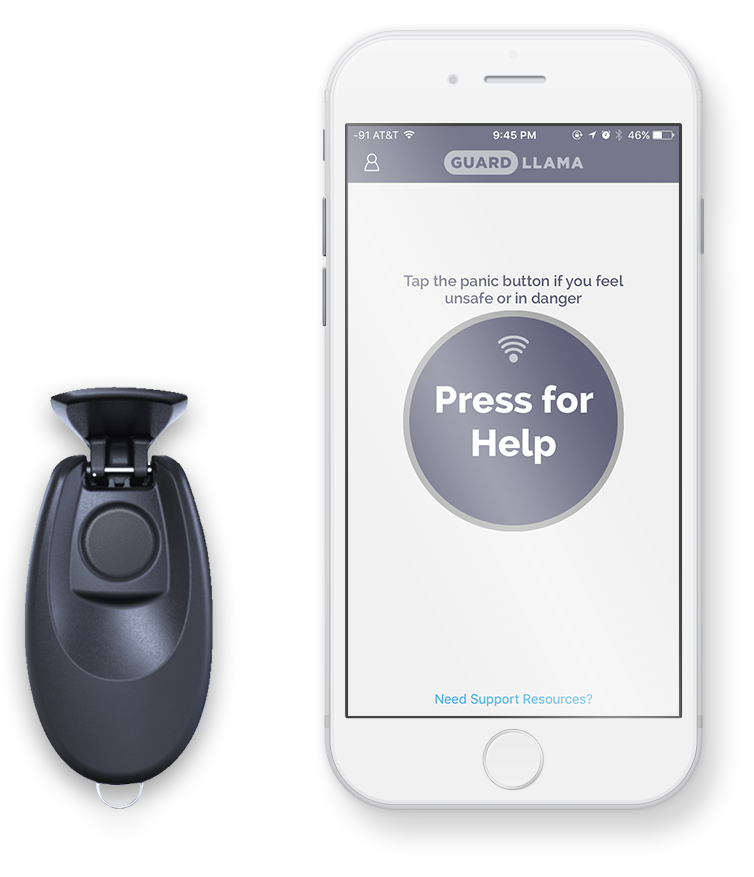 -91 AT&T 9:45 PM 46%
GUARD LLAMA
Tap the panic button if you feel
unsafe or in danger
Press for
Help
Need Support Resources?